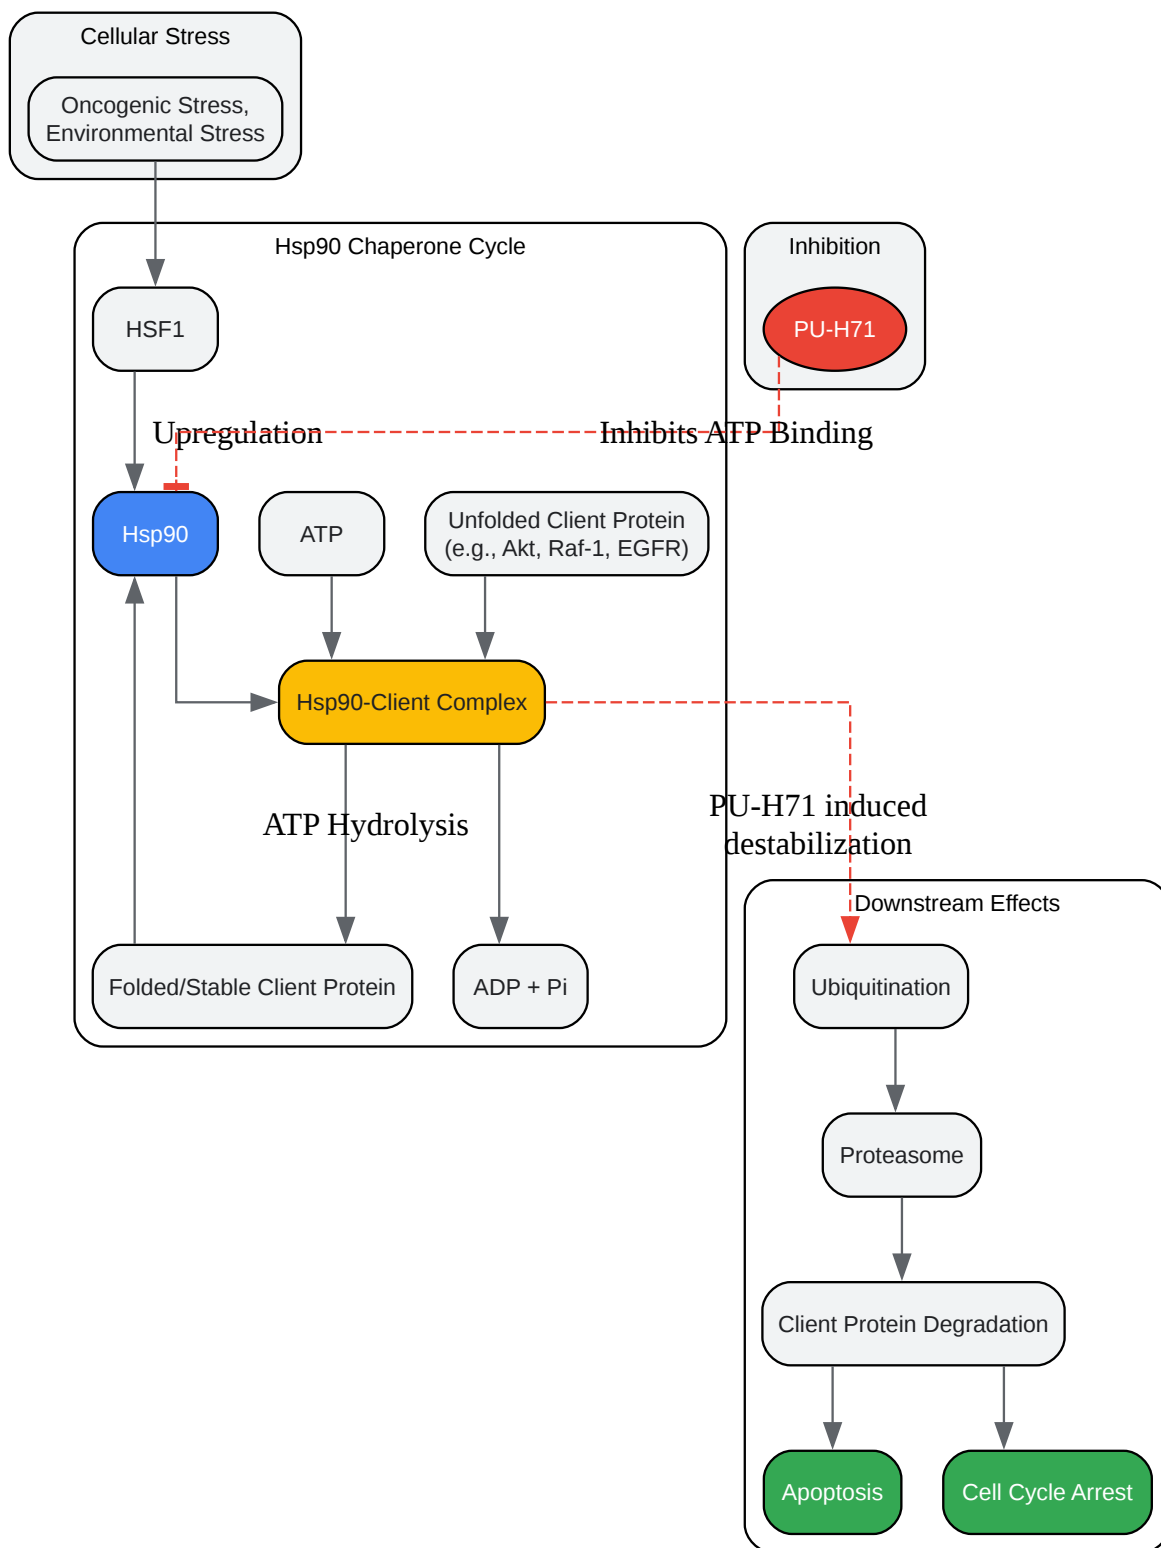 Cellular Stress
Oncogenic Stress,
Environmental Stress
Hsp90 Chaperone Cycle
Inhibition
HSF1
PU-H71
Upregulation
Inhibits ATP Binding
Hsp90
ATP
Unfolded Client Protein
(e.g., Akt, Raf-1, EGFR)
Hsp90-Client Complex
ATP Hydrolysis
PU-H71 induced
destabilization
Downstream Effects
Folded/Stable Client Protein
ADP + Pi
Ubiquitination
Proteasome
Client Protein Degradation
Apoptosis
Cell Cycle Arrest